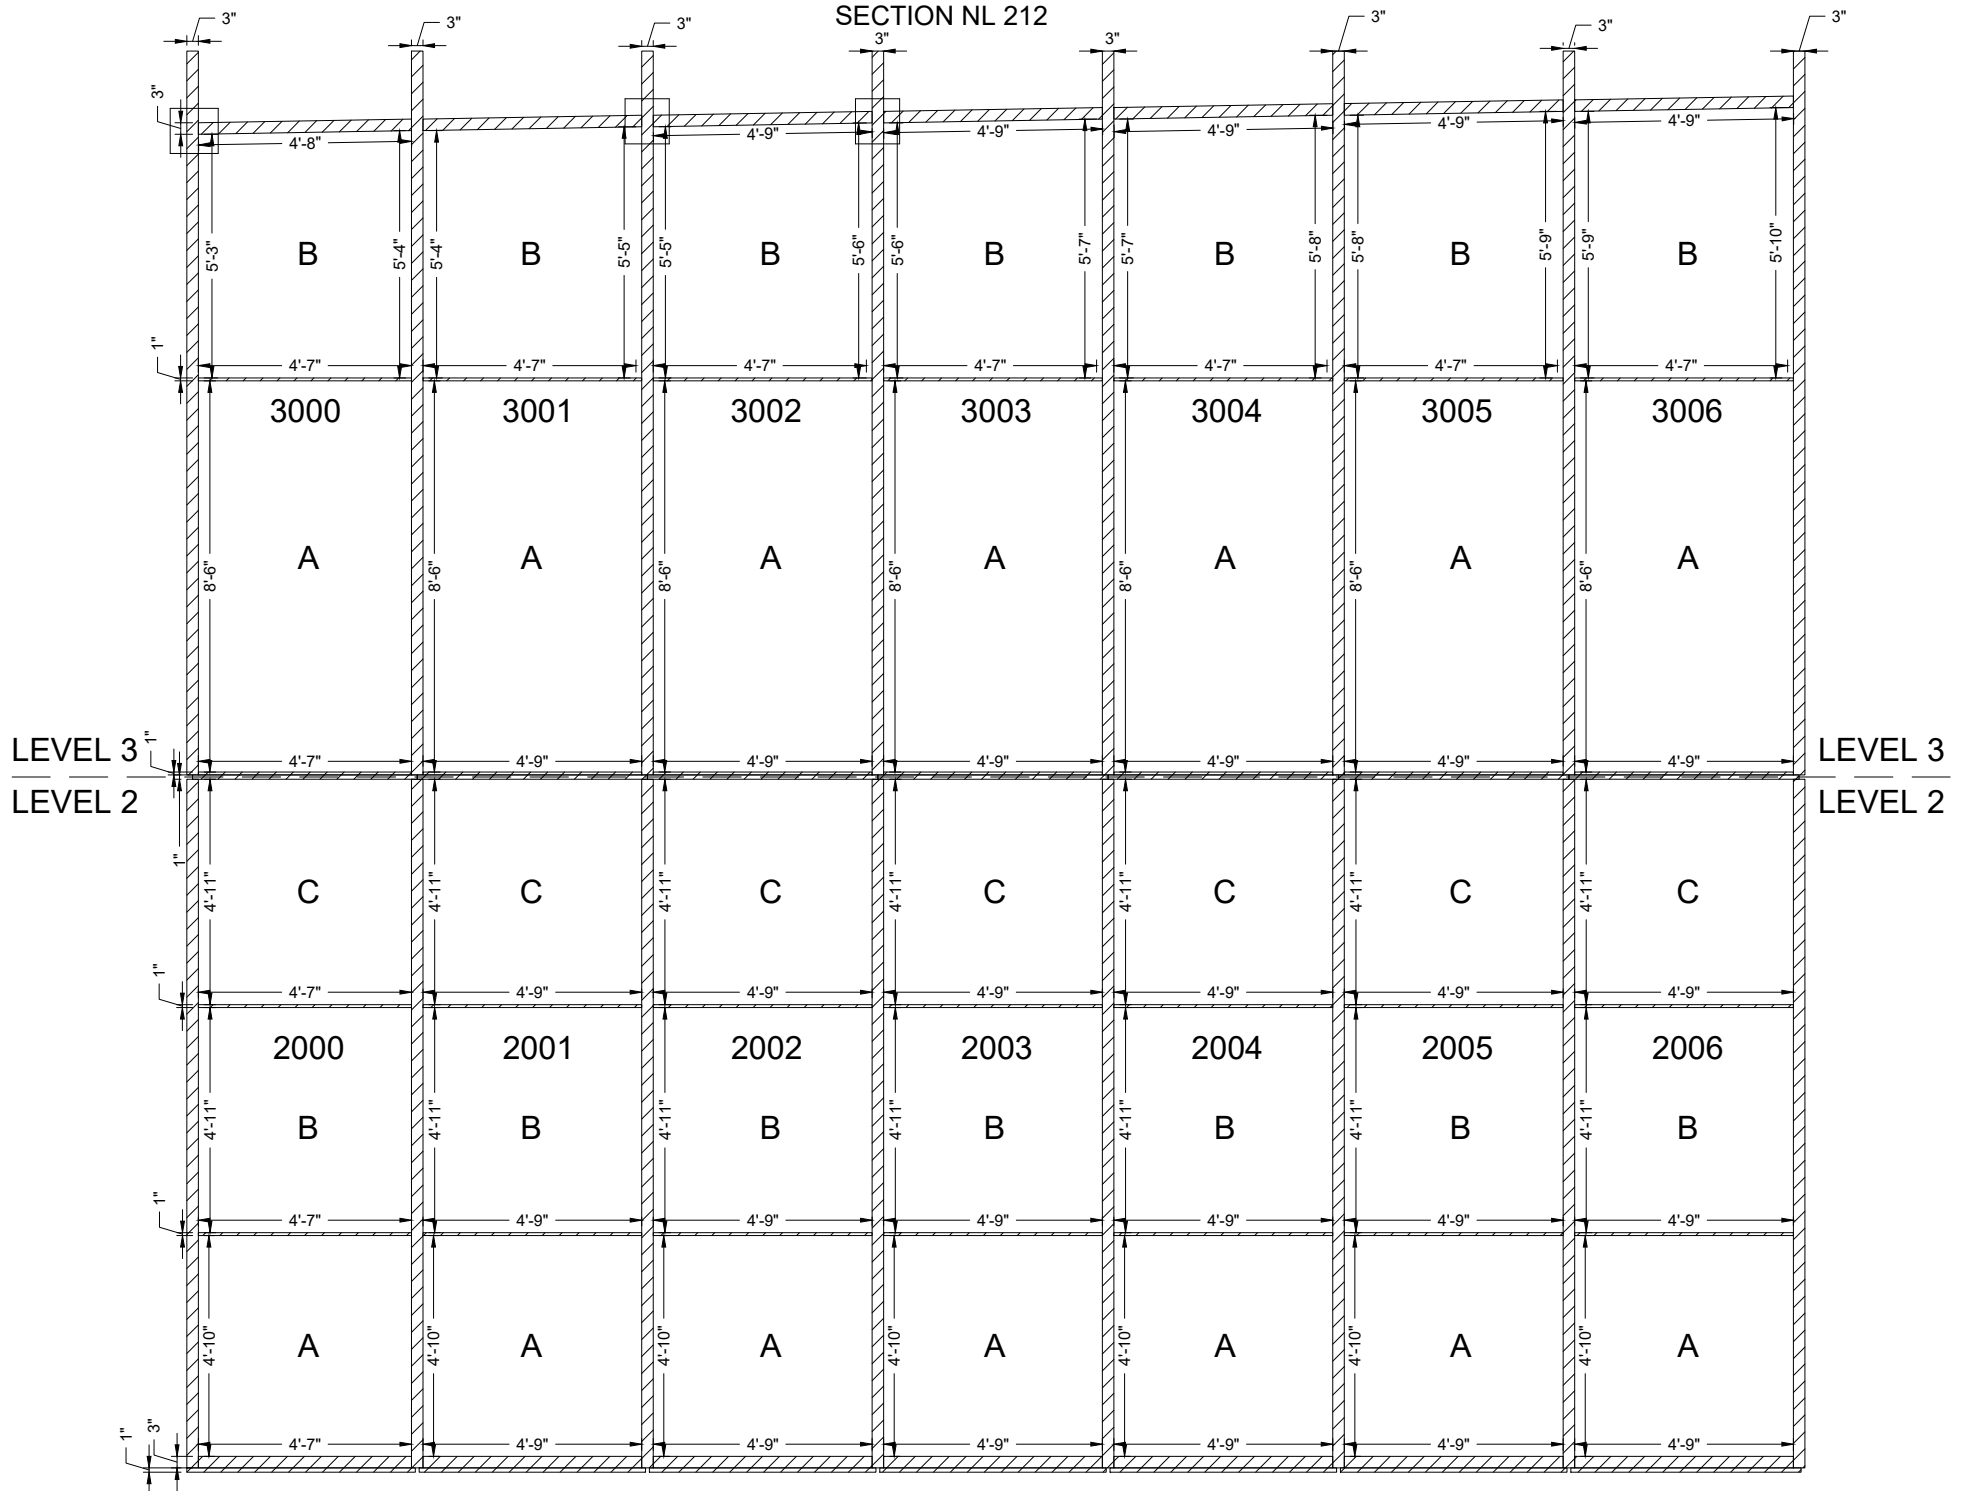 SECTION NL 212
3" 3" 3" 3" 3" 3" 3" 3"
3"
4'-8" 4'-9" 4'-9" 4'-9" 4'-9" 4'-9"
B B B B B B B
5'-3" 5'-4" 5'-4" 5'-5" 5'-5" 5'-6" 5'-6" 5'-7" 5'-7" 5'-8" 5'-8" 5'-9" 5'-9" 5'-10"
1"
4'-7" 4'-7" 4'-7" 4'-7" 4'-7" 4'-7" 4'-7"
3000 3001 3002 3003 3004 3005 3006
A A A A A A A
8'-6" 8'-6" 8'-6" 8'-6" 8'-6" 8'-6" 8'-6"
LEVEL 3 1" LEVEL 3
4'-7" 4'-9" 4'-9" 4'-9" 4'-9" 4'-9" 4'-9"
LEVEL 2 LEVEL 2
1"
C C C C C C C
4'-11" 4'-11" 4'-11" 4'-11" 4'-11" 4'-11" 4'-11"
1"
4'-7" 4'-9" 4'-9" 4'-9" 4'-9" 4'-9" 4'-9"
2000 2001 2002 2003 2004 2005 2006
4'-11" 4'-11" 4'-11" 4'-11" 4'-11" 4'-11" 4'-11"
B B B B B B B
1"
4'-7" 4'-9" 4'-9" 4'-9" 4'-9" 4'-9" 4'-9"
A A A A A A A
4'-10" 4'-10" 4'-10" 4'-10" 4'-10" 4'-10" 4'-10"
1" 3"
4'-7" 4'-9" 4'-9" 4'-9" 4'-9" 4'-9" 4'-9"